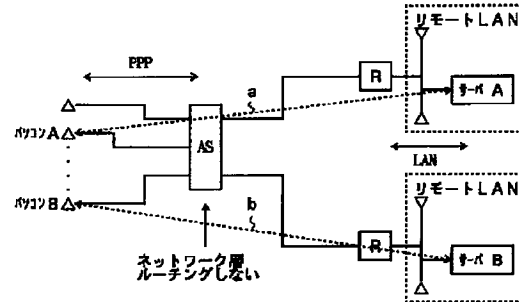 リモートLAN
PPP
a
R
サーバ A
パソコンA
AS
LAN
リモートLAN
パソコンB
b
R
サーバ B
ネットワーク層
ルーチングしない